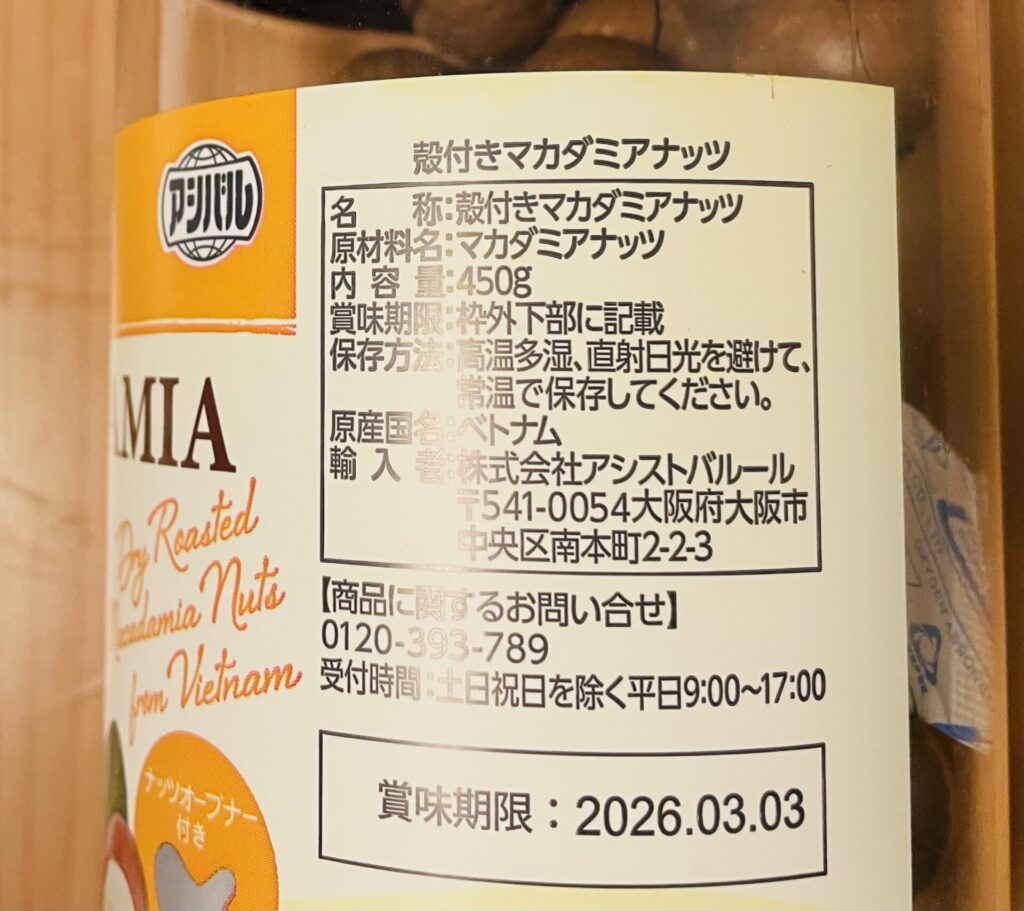 アシバル
MIA
Dry Roasted
Macadamia Nuts
from Vietnam
ナッツオープナー
付き
殻付きマカダミアナッツ
名 称:殻付きマカダミアナッツ
原材料名:マカダミアナッツ
内容量:450g
賞味期限:枠外下部に記載
保存方法:高温多湿、直射日光を避けて、
常温で保存してください。
原産国名:ベトナム
輸入者:株式会社アシストバルール
〒541-0054大阪府大阪市
中央区南本町2-2-3
【商品に関するお問い合せ】
0120-393-789
受付時間:土日祝日を除く平日9:00~17:00
賞味期限:2026.03.03